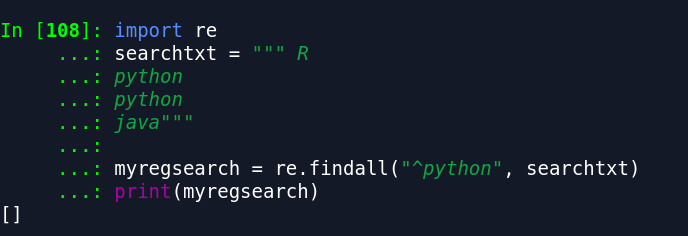 In [108]: import re
     ...: searchtxt = """ R
     ...: python
     ...: python
     ...: java"""
     ...:
     ...: myregsearch = re.findall("^python", searchtxt)
     ...: print(myregsearch)
[]